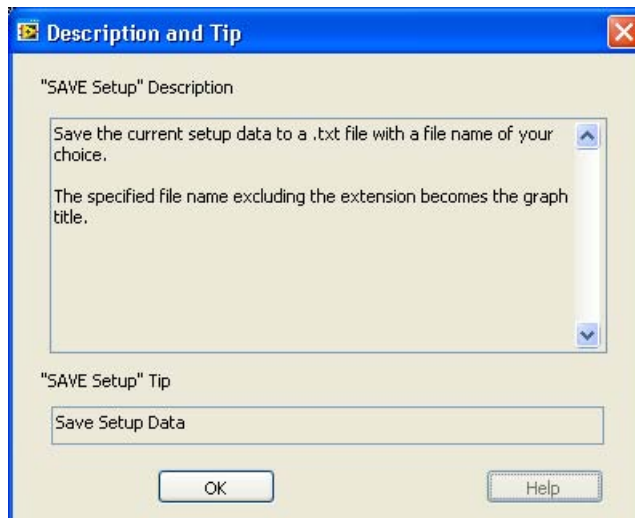 Description and Tip
"SAVE Setup" Description
Save the current setup data to a .txt file with a file name of your
choice.
The specified file name excluding the extension becomes the graph
title.
"SAVE Setup" Tip
Save Setup Data
OK
Help